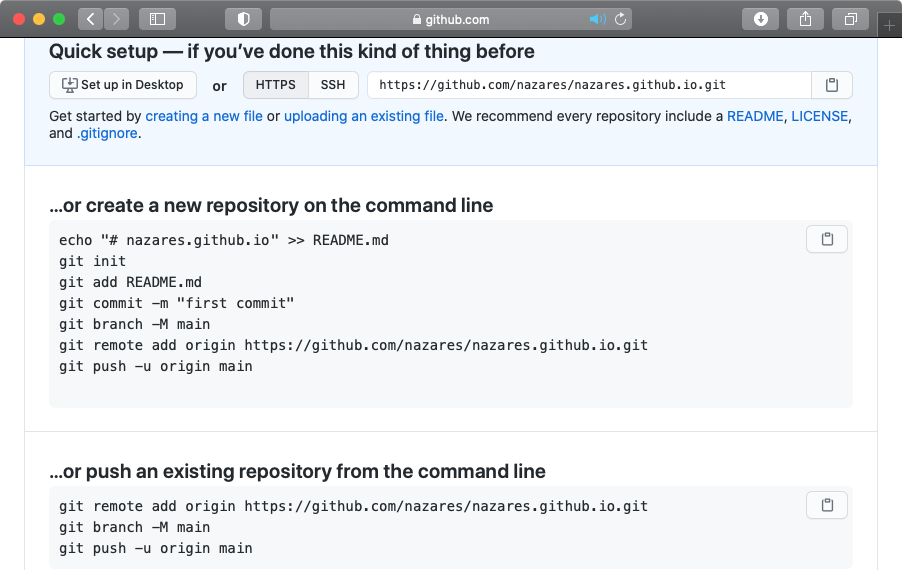 github.com
Quick setup — if you’ve done this kind of thing before
Set up in Desktop or HTTPS SSH https://github.com/nazares/nazares.github.io.git
Get started by creating a new file or uploading an existing file. We recommend every repository include a README, LICENSE,
and .gitignore.
…or create a new repository on the command line
echo "# nazares.github.io" >> README.md
git init
git add README.md
git commit -m "first commit"
git branch -M main
git remote add origin https://github.com/nazares/nazares.github.io.git
git push -u origin main
…or push an existing repository from the command line
git remote add origin https://github.com/nazares/nazares.github.io.git
git branch -M main
git push -u origin main